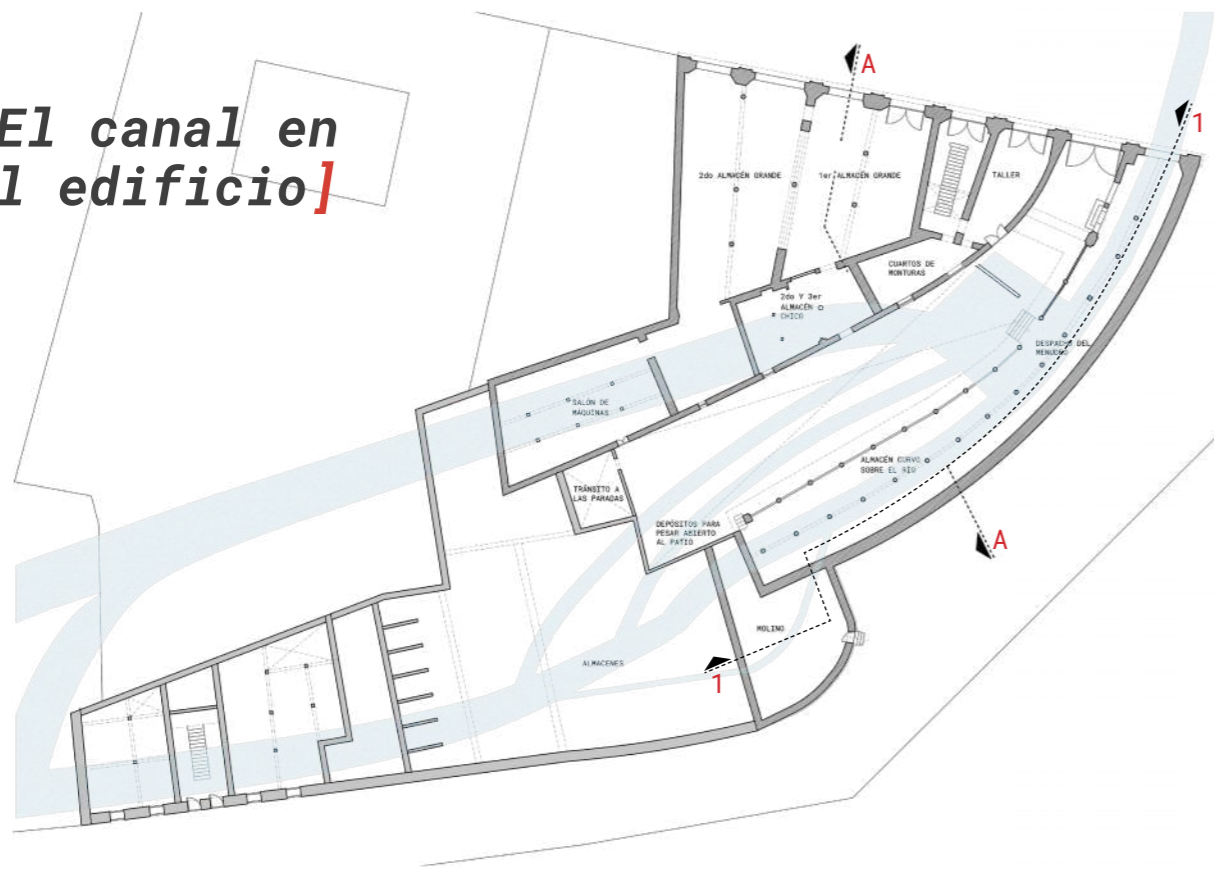 El canal en
l edificio]
A
1
2do ALMACÉN GRANDE
1er ALMACÉN GRANDE
TALLER
CUARTOS DE
MONTURAS
2do Y 3er
ALMACÉN
CHICO
DESPACHO DEL
MENUDEO
SALÓN DE
MÁQUINAS
ALMACÉN CURVO
SOBRE EL RÍO
TRÁNSITO A
LAS PARADAS
DEPÓSITOS PARA
PESAR ABIERTO
AL PATIO
A
MOLINO
ALMACENES
1